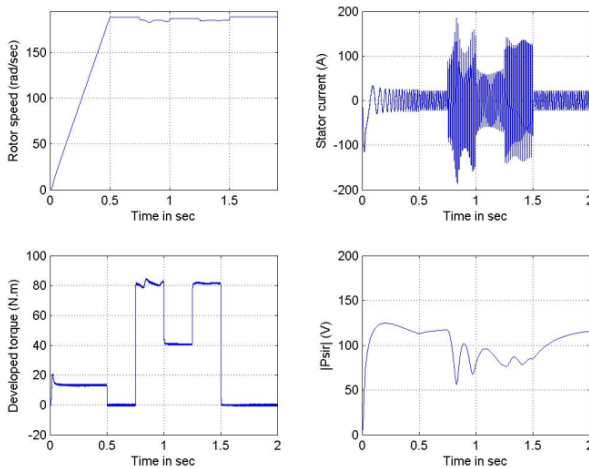 Rotor speed (rad/sec)
150
100
50
0
0 0.5 1 1.5 2
Time in sec
Stator current (A)
200
100
0
-100
-200
0 0.5 1 1.5 2
Time in sec
Developed torque (N.m)
100
80
60
40
20
0
-20
0 0.5 1 1.5 2
Time in sec
|Psir| (V)
200
150
100
50
0
0 0.5 1 1.5 2
Time in sec